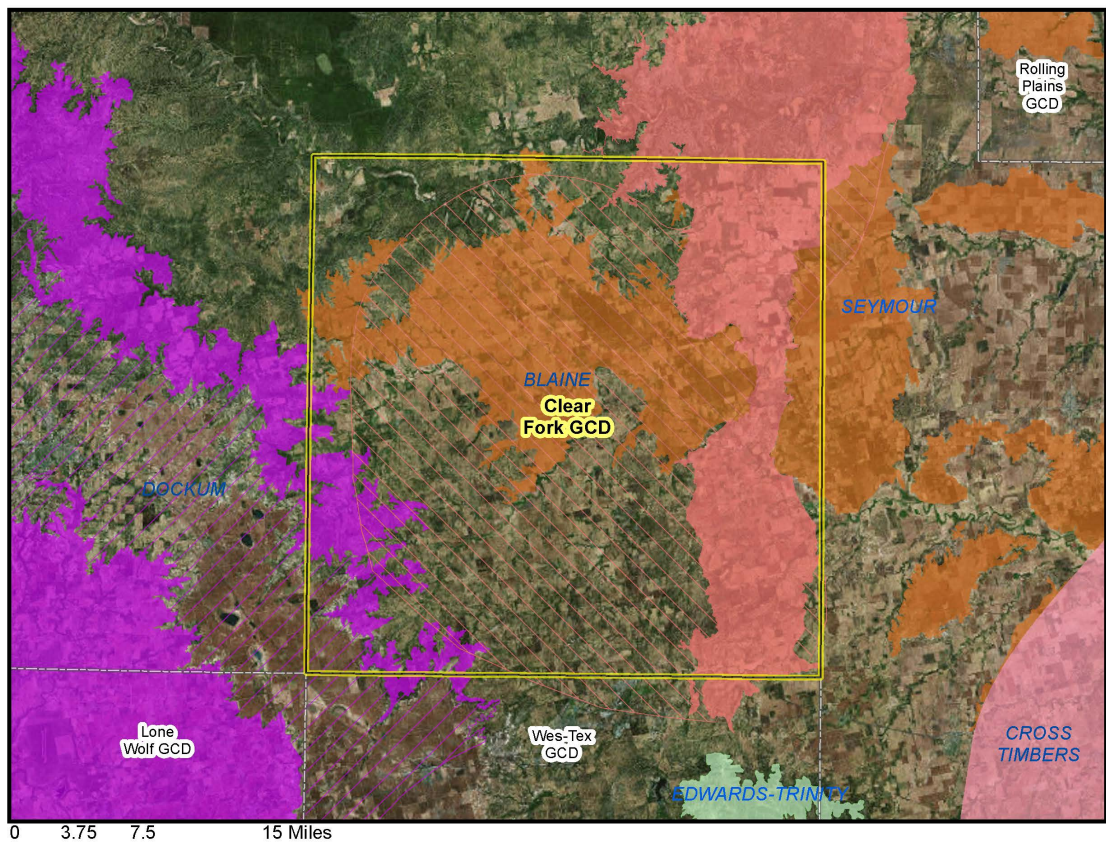 Rolling
Plains
GCD
SEYMOUR
BLAINE
Clear
Fork GCD
DOCKUM
Lone
Wolf GCD
Wes-Tex
GCD
CROSS
TIMBERS
EDWARDS-TRINITY
0 3.75 7.5 15 Miles